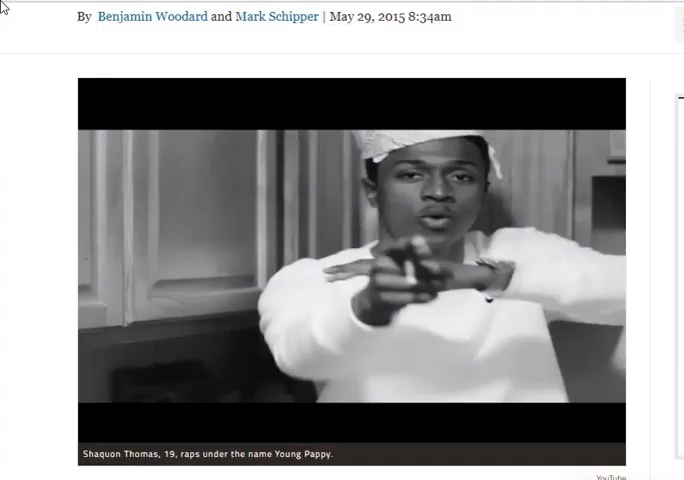 By Benjamin Woodard and Mark Schipper | May 29, 2015 8:34am
Shaquon Thomas, 19, raps under the name Young Pappy.
YouTube